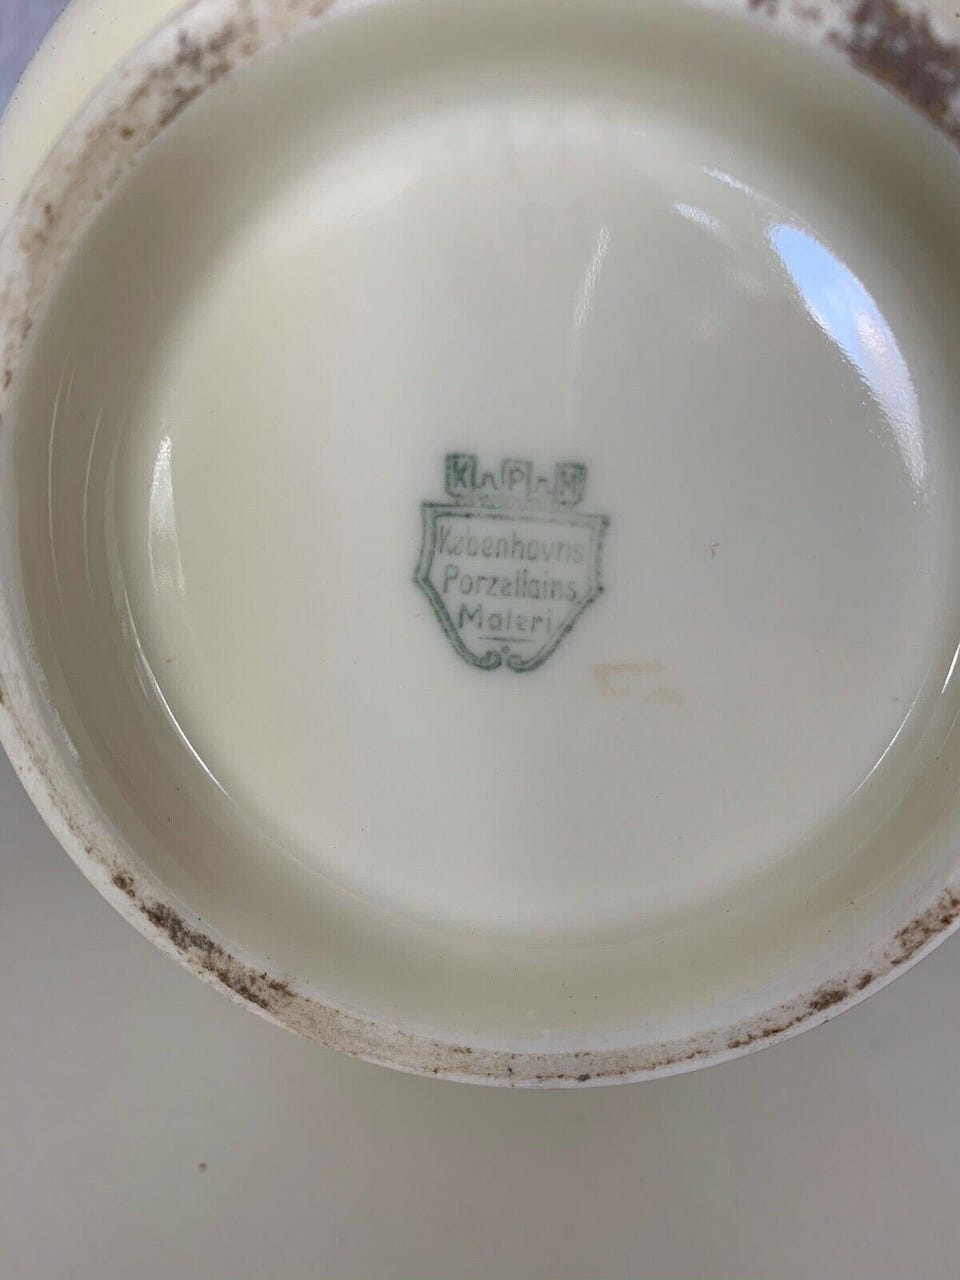 K P M
Københavns
Porzellains
Maleri